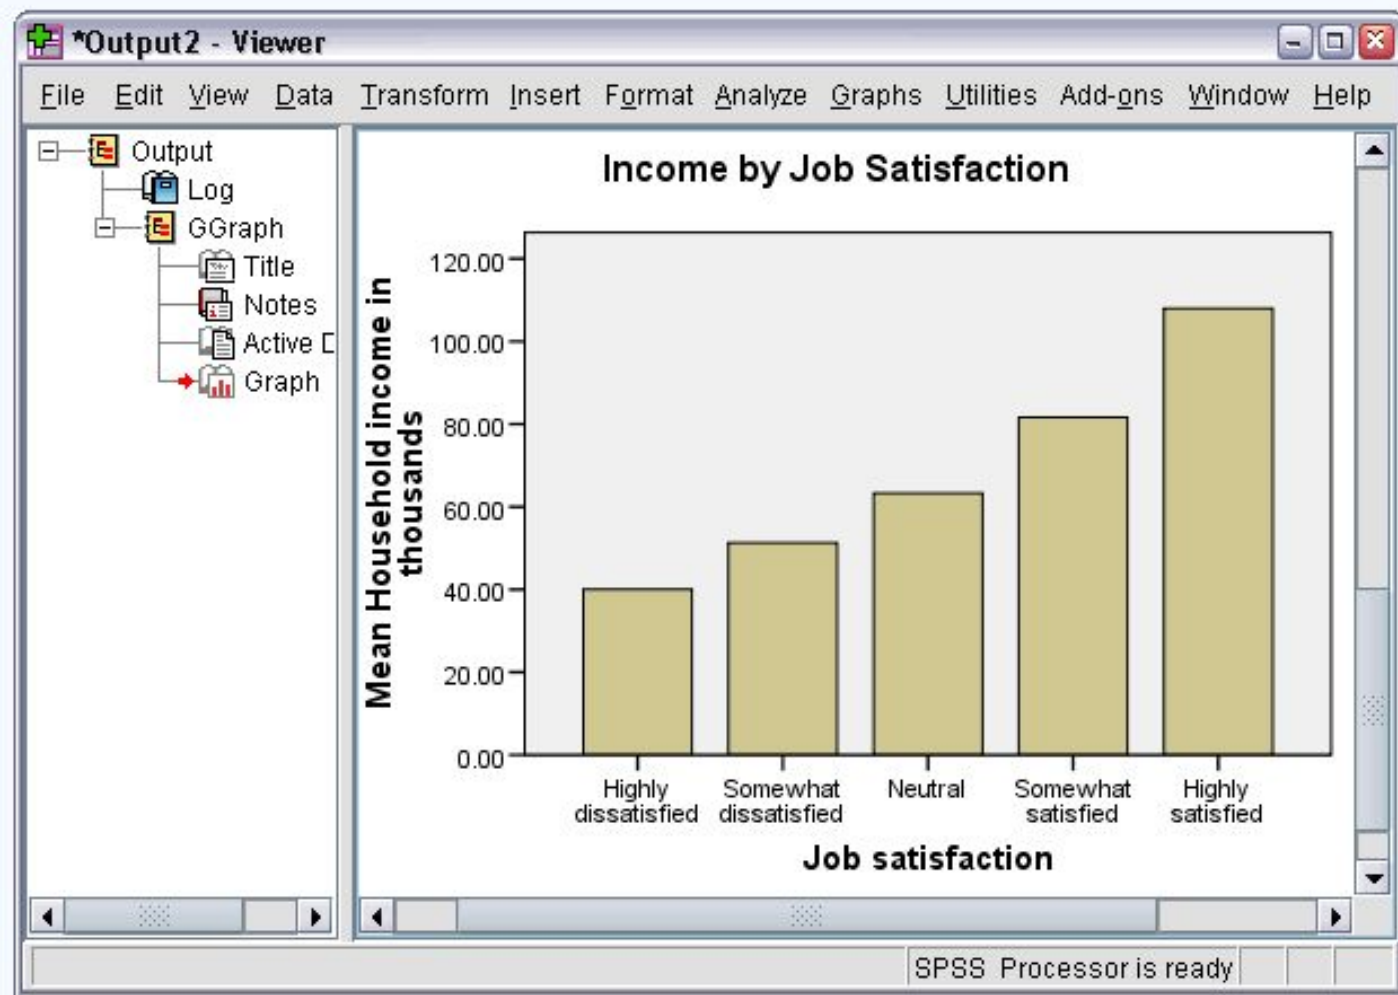 *Output2 - Viewer
File Edit View Data Transform Insert Format Analyze Graphs Utilities Add-ons Window Help
Output
Log
GGraph
Title
Notes
Active
Graph
Income by Job Satisfaction
Mean Household income in
thousands
120.00
100.00
80.00
60.00
40.00
20.00
0.00
Highly
dissatisfied
Somewhat
dissatisfied
Neutral
Somewhat
satisfied
Highly
satisfied
Job satisfaction
SPSS Processor is ready